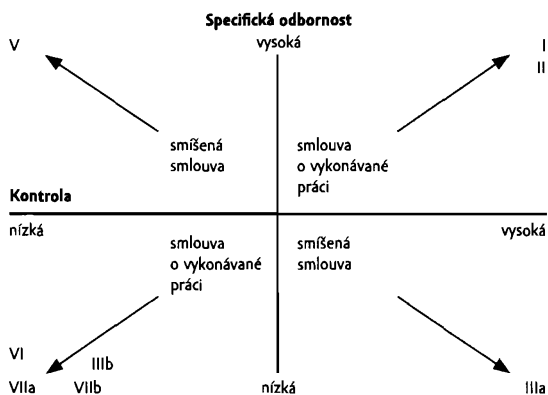 Specifická odbornost
V
vysoká
I
II
smíšená
smlouva
smlouva
o vykonávané
práci
Kontrola
nízká
vysoká
smlouva
o vykonávané
práci
smíšená
smlouva
VI
IIIb
VIIa
VIIb
nízká
IIIa